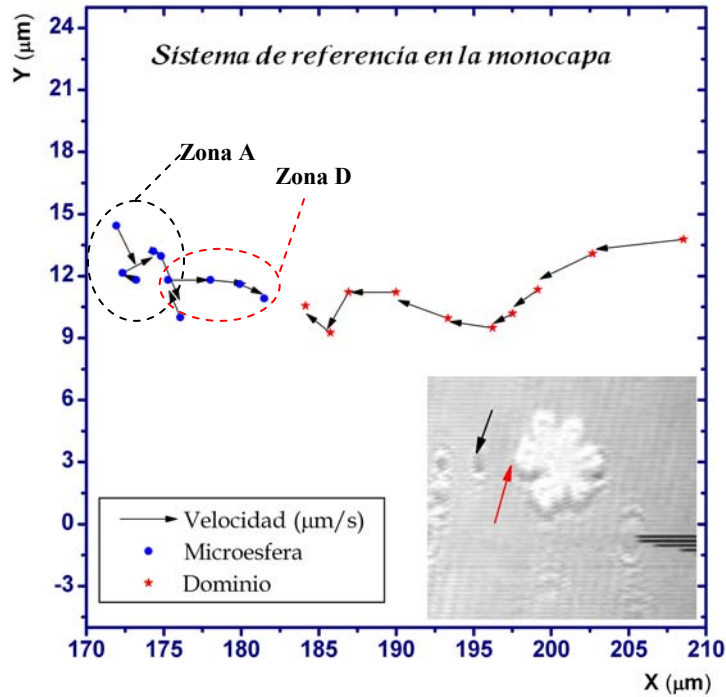 Sistema de referencia en la monocapa
Zona A
Zona D
Y (μm)
24
21
18
15
12
9
6
3
0
-3
Velocidad (μm/s)
Microesfera
Dominio
170 175 180 185 190 195 200 205 210
X (μm)